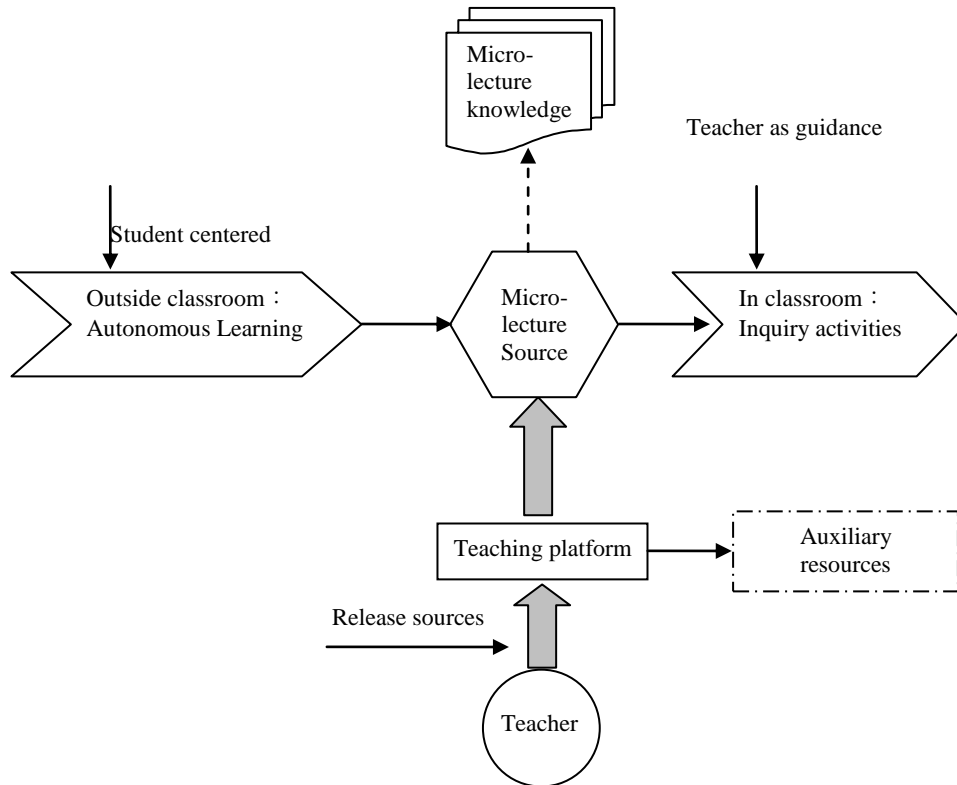 Micro-
lecture
knowledge
Teacher as guidance
Student centered
Outside classroom：
Autonomous Learning
Micro-
lecture
Source
In classroom：
Inquiry activities
Teaching platform
Auxiliary
resources
Release sources
Teacher